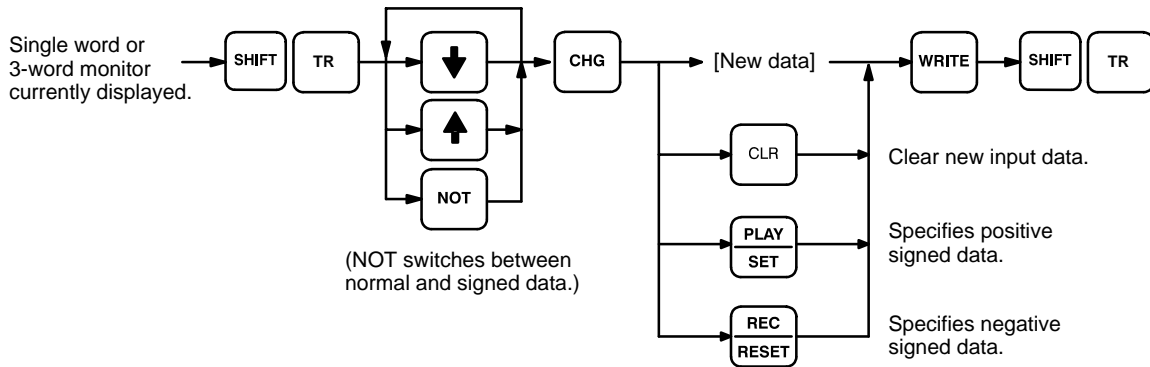 Single word or
3-word monitor
currently displayed.
SHIFT
TR
NOT
(NOT switches between
normal and signed data.)
CHG
[New data]
CLR
PLAY
SET
REC
RESET
WRITE
SHIFT
TR
Clear new input data.
Specifies positive
signed data.
Specifies negative
signed data.